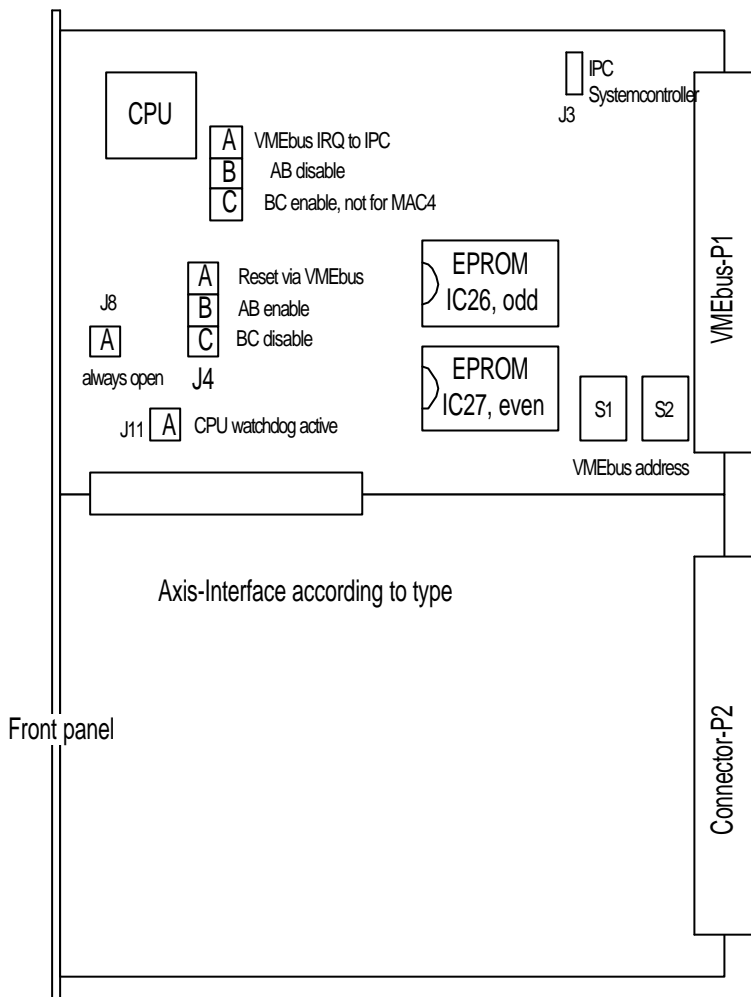 IPC
Systemcontroller
J3
CPU
A VMEbus IRQ to IPC
B AB disable
C BC enable, not for MAC4
A Reset via VMEbus
B AB enable
C BC disable
J4
J8
A
always open
J11 A CPU watchdog active
EPROM
IC26, odd
EPROM
IC27, even
S1 S2
VMEbus address
VMEbus-P1
Axis-Interface according to type
Front panel
Connector-P2